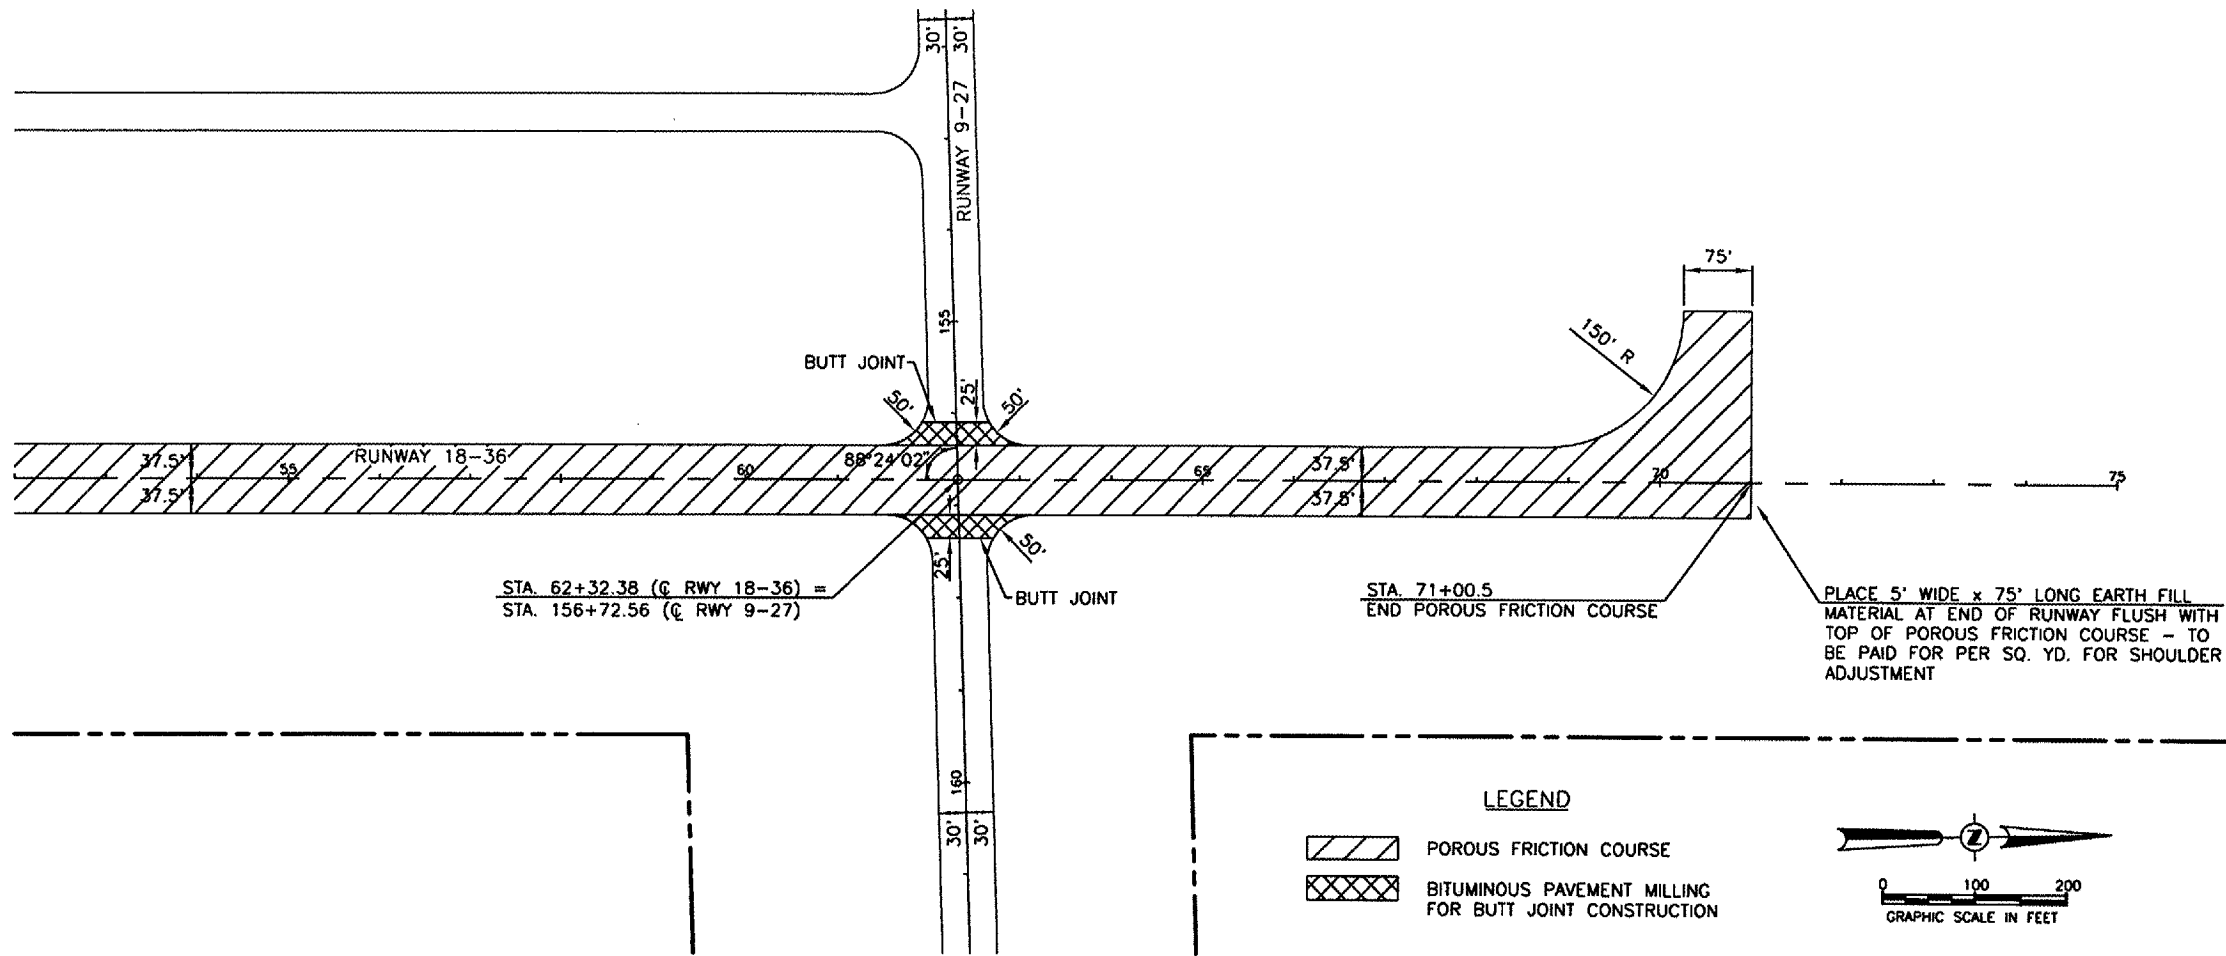 30'
30'
RUNWAY 9-27
75'
155
150' R
BUTT JOINT
25'
50'
50'
37.5'
37.5'
55
RUNWAY 18-36
60
88°24'02"
65
37.5'
37.5'
70
75
50'
25'
BUTT JOINT
STA. 62+32.38 (℄ RWY 18-36) =
STA. 156+72.56 (℄ RWY 9-27)
STA. 71+00.5
END POROUS FRICTION COURSE
PLACE 5' WIDE x 75' LONG EARTH FILL
MATERIAL AT END OF RUNWAY FLUSH WITH
TOP OF POROUS FRICTION COURSE - TO
BE PAID FOR PER SQ. YD. FOR SHOULDER
ADJUSTMENT
160
30'
30'
LEGEND
POROUS FRICTION COURSE
BITUMINOUS PAVEMENT MILLING
FOR BUTT JOINT CONSTRUCTION
Z
0 100 200
GRAPHIC SCALE IN FEET